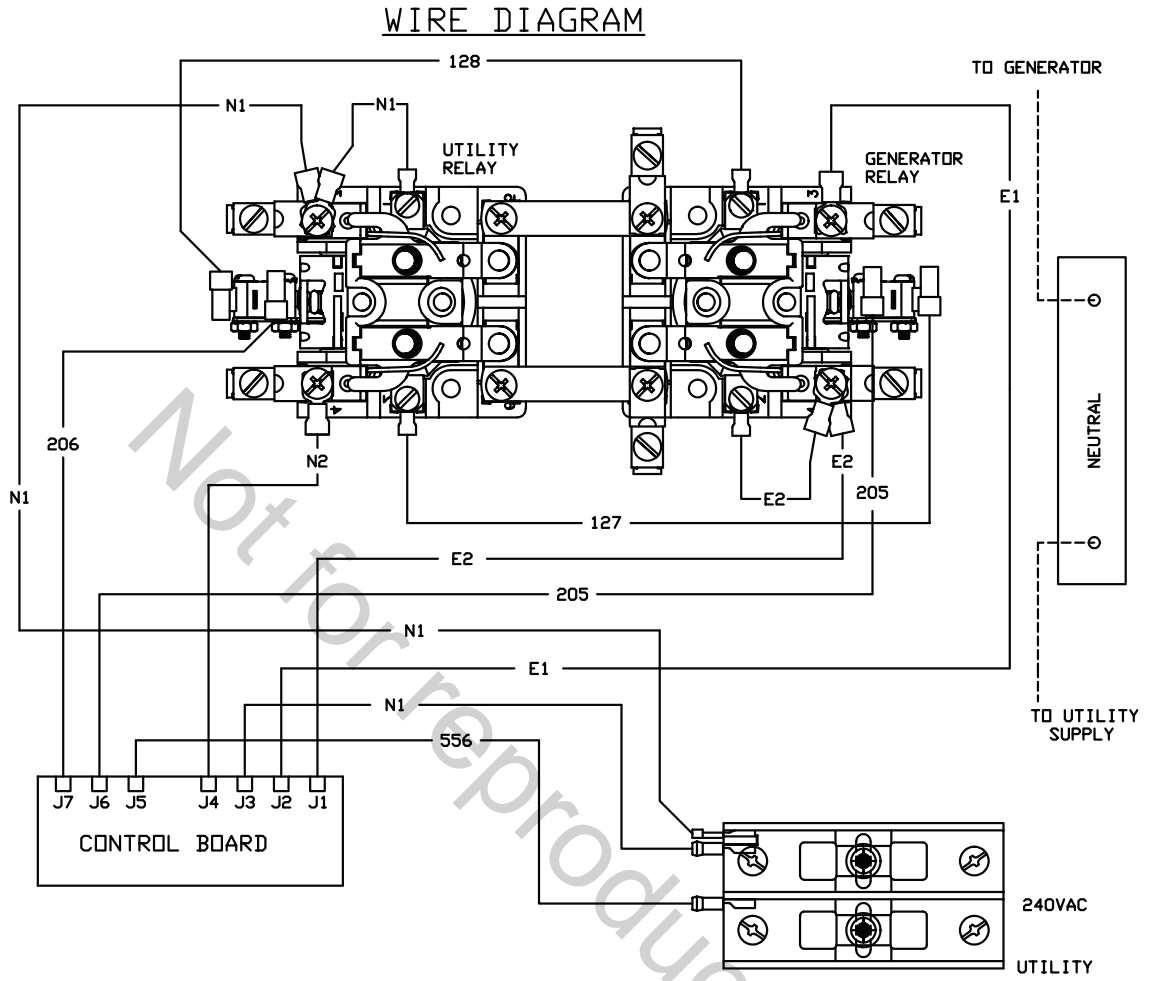 WIRE DIAGRAM
128
TO GENERATOR
N1
N1
UTILITY
RELAY
GENERATOR
RELAY
3
E1
206
N2
N1
E2
E2
205
127
NEUTRAL
E2
205
N1
E1
N1
556
TO UTILITY
SUPPLY
J7 J6 J5 J4 J3 J2 J1
CONTROL BOARD
240VAC
UTILITY
Not for reproduc